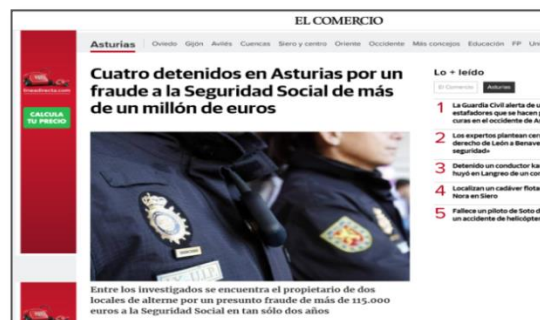 EL COMERCIO
Asturias Oviedo Gijón Avilés Cuencas Siero y centro Oriente Occidente Más concejos Educación FP
lineadirecta.com
CALCULA
TU PRECIO
Cuatro detenidos en Asturias por un
fraude a la Seguridad Social de más
de un millón de euros
Entre los investigados se encuentra el propietario de dos
locales de alterne por un presunto fraude de más de 115.000
euros a la Seguridad Social en tan sólo dos años
Lo + leído
El Comercio Asturias
1 La Guardia Civil alerta de
estafadores que se hacen
curas en el occidente de
2 Los expertos plantean
derecho de León a
seguridad»
3 Detenido un conductor
huyó en Langreo de un
4 Localizan un cadáver
Nora en Siero
5 Fallece un piloto de Soto
un accidente de